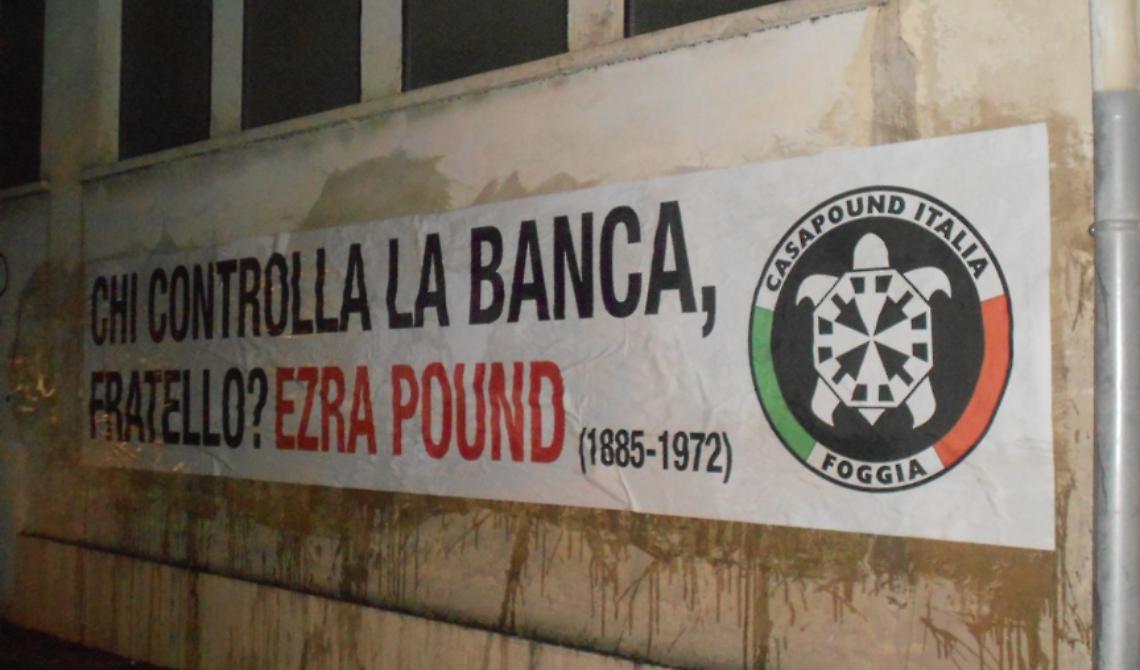 CHI CONTROLLA LA BANCA,
FRATELLO? EZRA POUND (1885-1972)
CASAPOUND ITALIA
FOGGIA